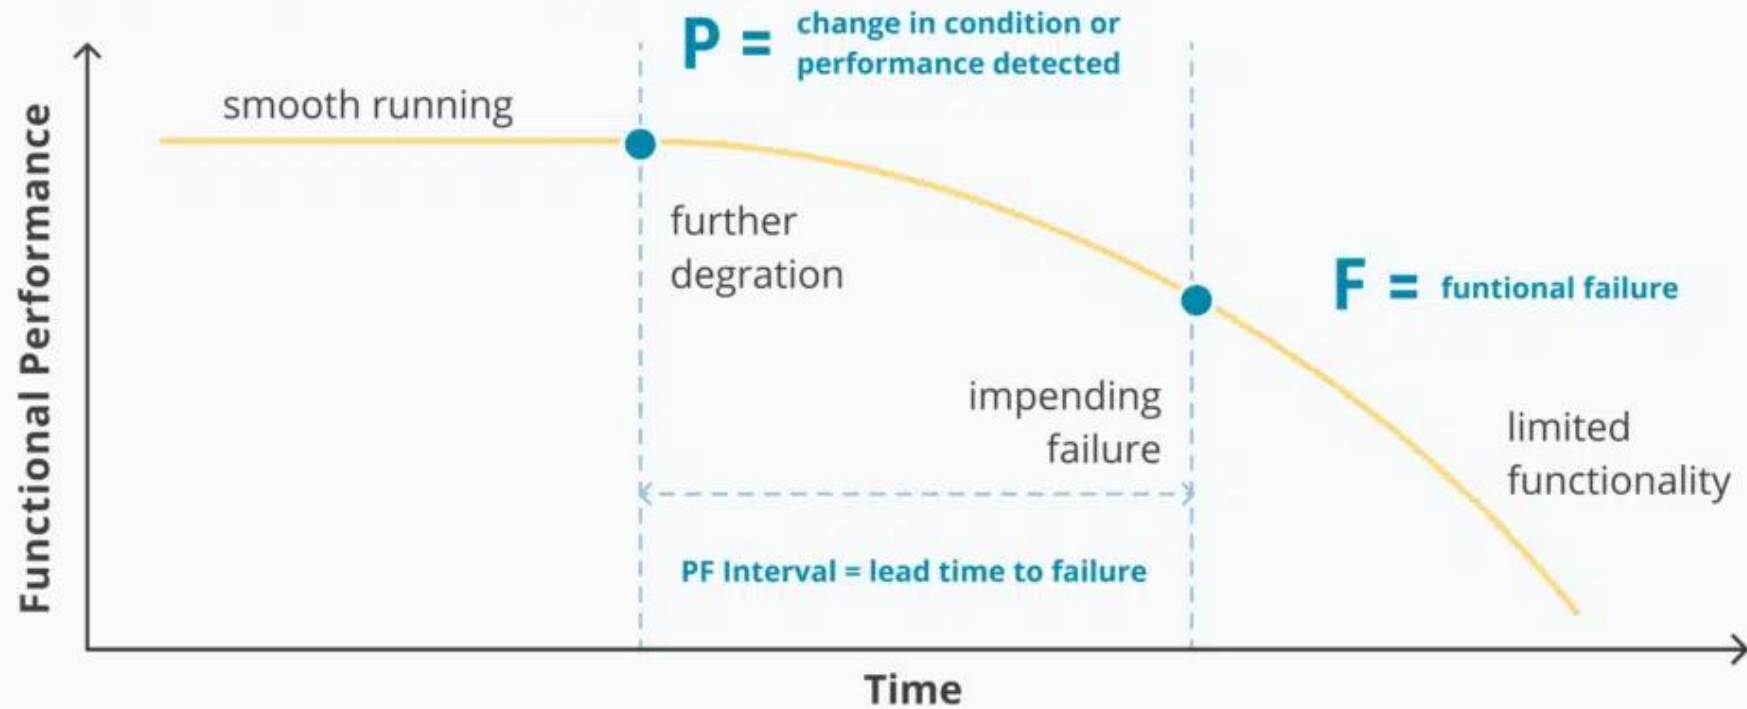 P = change in condition or
performance detected
smooth running
further
degration
F = funtional failure
impending
failure
limited
functionality
PF Interval = lead time to failure
Functional Performance
Time